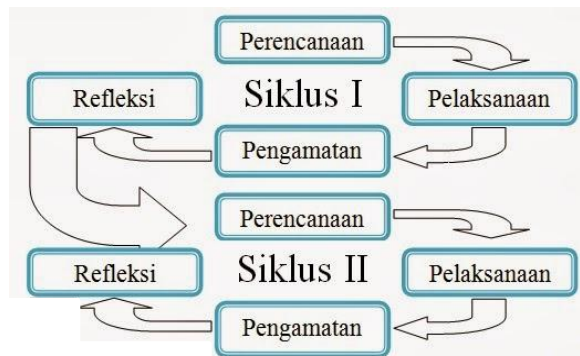 Perencanaan
Refleksi
Siklus I
Pelaksanaan
Pengamatan
Perencanaan
Refleksi
Siklus II
Pelaksanaan
Pengamatan